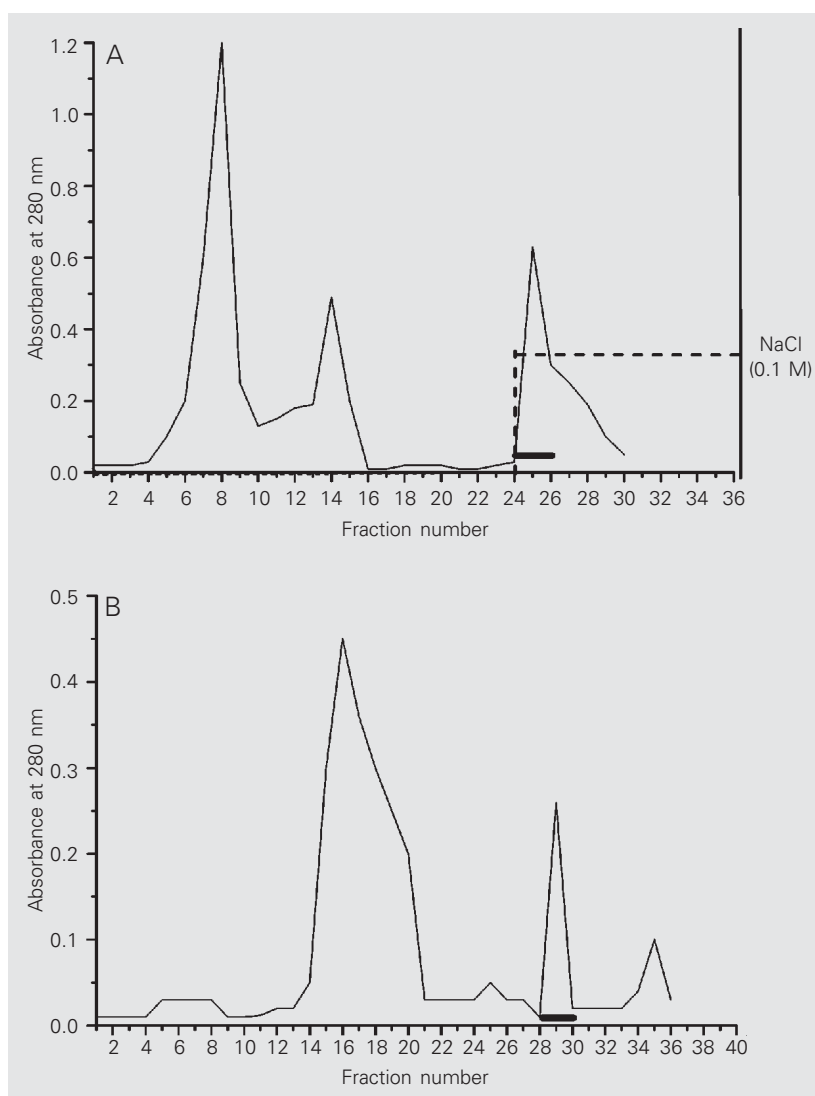 A
1.2
1.0
0.8
0.6
0.4
0.2
0.0
Absorbance at 280 nm
NaCl
(0.1 M)
2 4 6 8 10 12 14 16 18 20 22 24 26 28 30 32 34 36
Fraction number
B
0.5
0.4
0.3
0.2
0.1
0.0
Absorbance at 280 nm
2 4 6 8 10 12 14 16 18 20 22 24 26 28 30 32 34 36 38 40
Fraction number